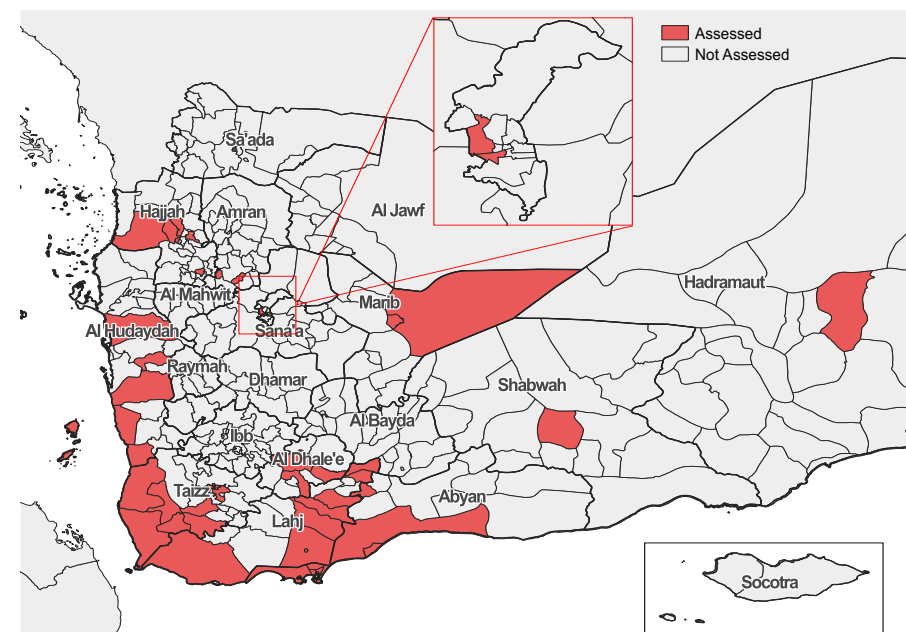 Assessed
Not Assessed
Sa'ada
Hajjah
Amran
Al Jawf
Hadramaut
Al Mahwit
Marib
Al Hudaydah
Sana'a
Raymah
Dhamar
Shabwah
Al Bayda
Ibb
Al Dhale'e
Taizz
Abyan
Lahj
Socotra